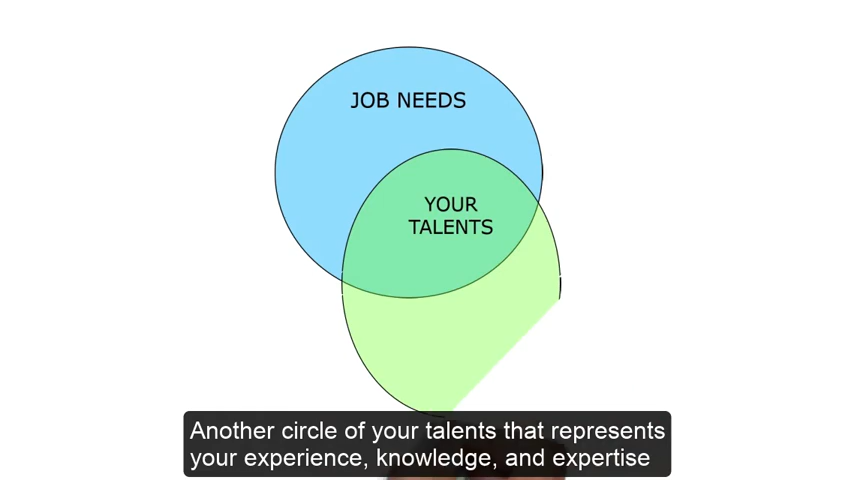 JOB NEEDS
YOUR
TALENTS
Another circle of your talents that represents
your experience, knowledge, and expertise